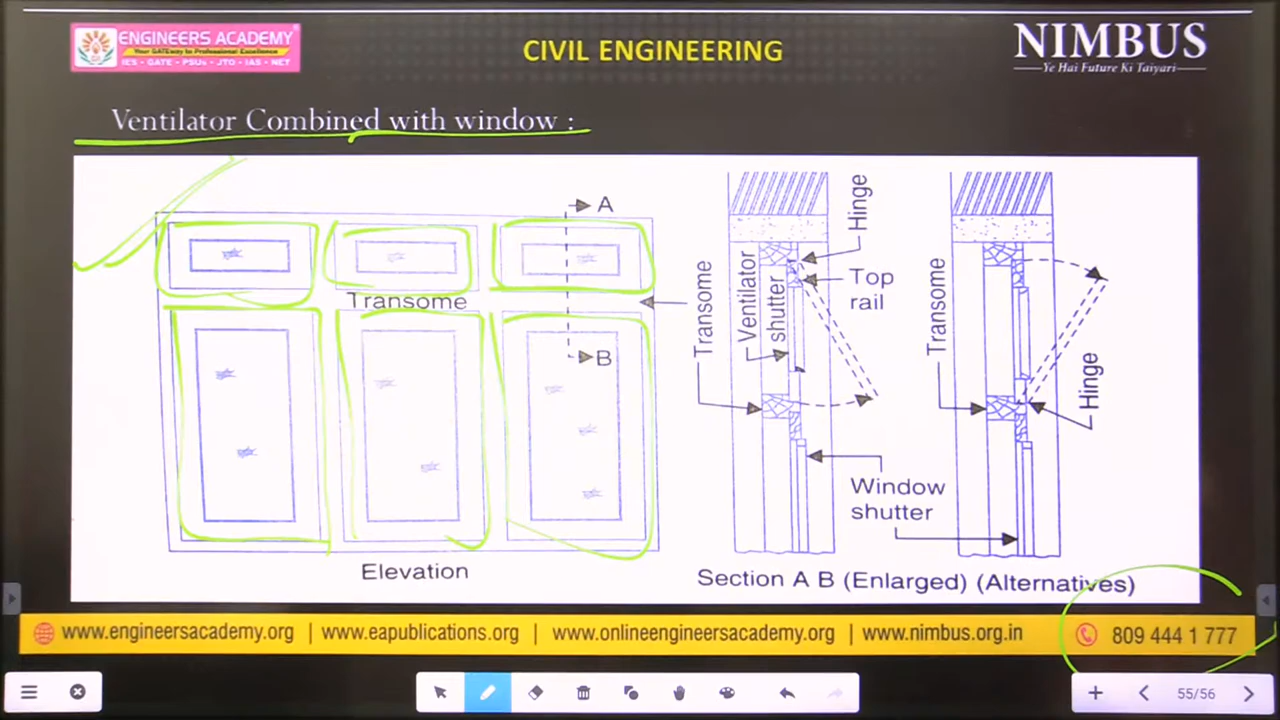 ENGINEERS ACADEMY
Your GATEway to Professional Excellence
IES • GATE • PSUs • JTO • IAS • NET
CIVIL ENGINEERING
NIMBUS
Ye Hai Future Ki Taiyari
Ventilator Combined with window :
A
Transome
B
Elevation
Transome
Ventilator
shutter
Hinge
Top
rail
Transome
Hinge
Window
shutter
Section A B (Enlarged) (Alternatives)
www.engineersacademy.org | www.eapublications.org | www.onlineengineersacademy.org | www.nimbus.org.in
809 444 1 777
55/56